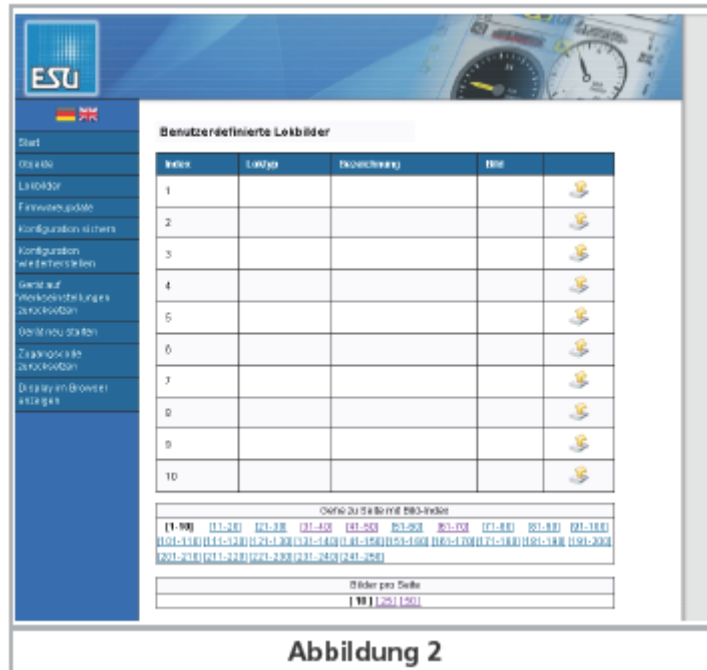 ESU
Start
Objekte
Lokbilder
Firmwareupdate
Konfiguration sichern
Konfiguration
wiederherstellen
Gerät auf
Werkseinstellungen
zurücksetzen
Gerät neu starten
Zugangscode
zurücksetzen
Display im Browser
anzeigen
Benutzerdefinierte Lokbilder
Index Loktyp Bezeichnung Bild
1
2
3
4
5
6
7
8
9
10
Gehe zu Seite mit Bild-Index
[1-10] [11-20] [21-30] [31-40] [41-50] [51-60] [61-70] [71-80] [81-90] [91-100]
[101-110] [111-120] [121-130] [131-140] [141-150] [151-160] [161-170] [171-180] [181-190] [191-200]
[201-210] [211-220] [221-230] [231-240] [241-250]
Bilder pro Seite
[10] [25] [50]
Abbildung 2